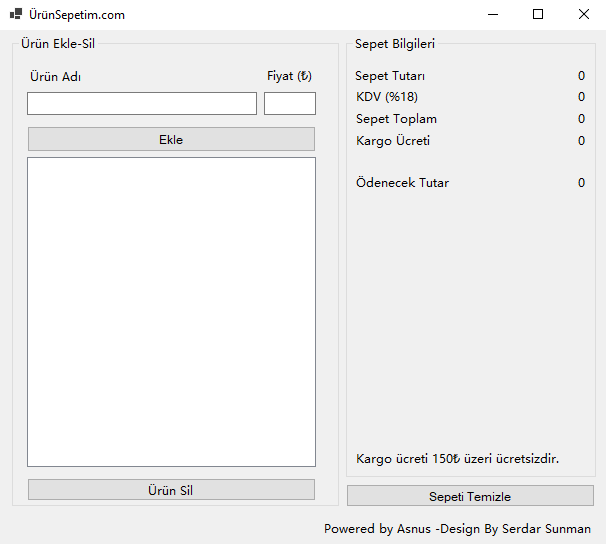 ÜrünSepetim.com
Ürün Ekle-Sil
Ürün Adı
Fiyat (₺)
Ekle
Ürün Sil
Sepet Bilgileri
Sepet Tutarı 0
KDV (%18) 0
Sepet Toplam 0
Kargo Ücreti 0
Ödenecek Tutar 0
Kargo ücreti 150₺ üzeri ücretsizdir.
Sepeti Temizle
Powered by Asnus -Design By Serdar Sunman